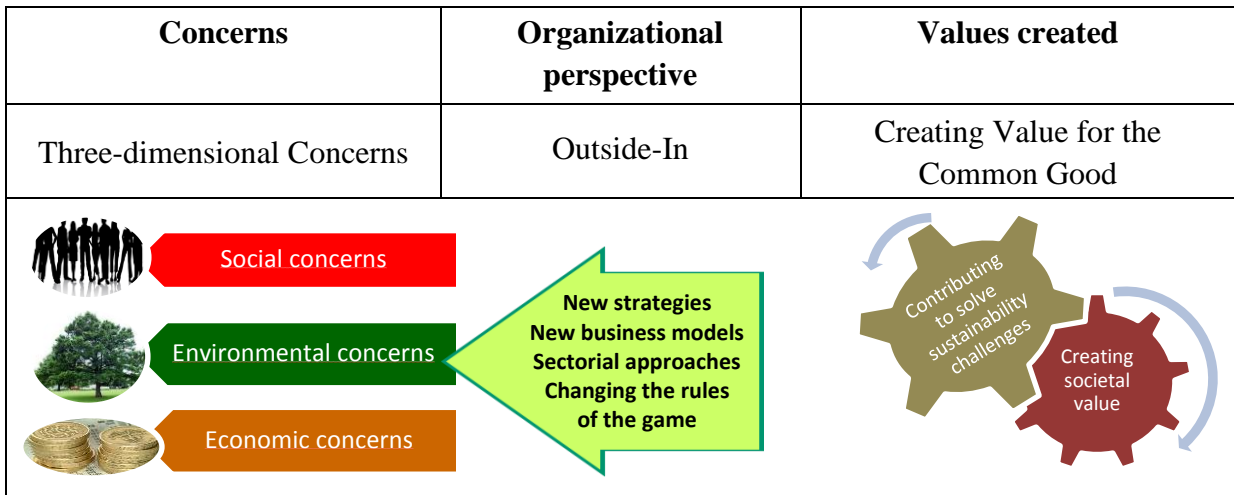 Concerns
Organizational
perspective
Values created
Three-dimensional Concerns
Outside-In
Creating Value for the
Common Good
Social concerns
Environmental concerns
Economic concerns
New strategies
New business models
Sectorial approaches
Changing the rules
of the game
Contributing
to solve
sustainability
challenges
Creating
societal
value